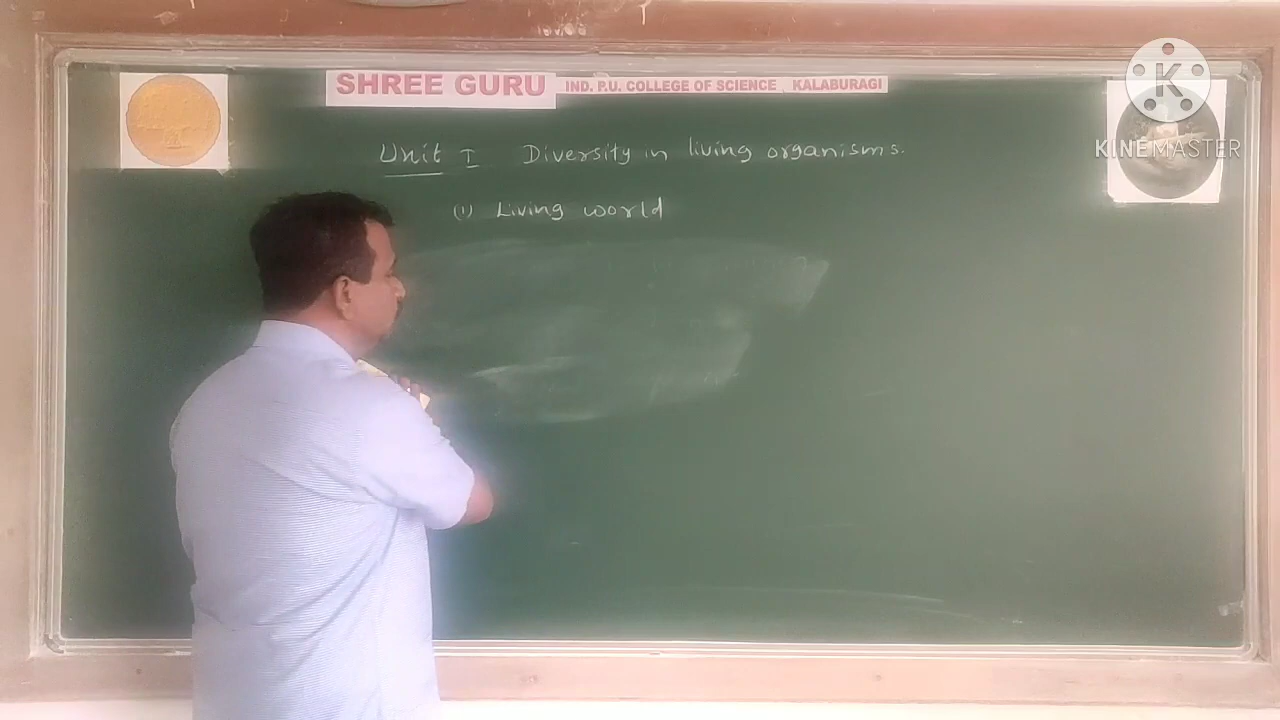 SHREE GURU IND. P.U. COLLEGE OF SCIENCE , KALABURAGI
K
KINEMASTER
Unit I Diversity in living organisms.
(1) Living world